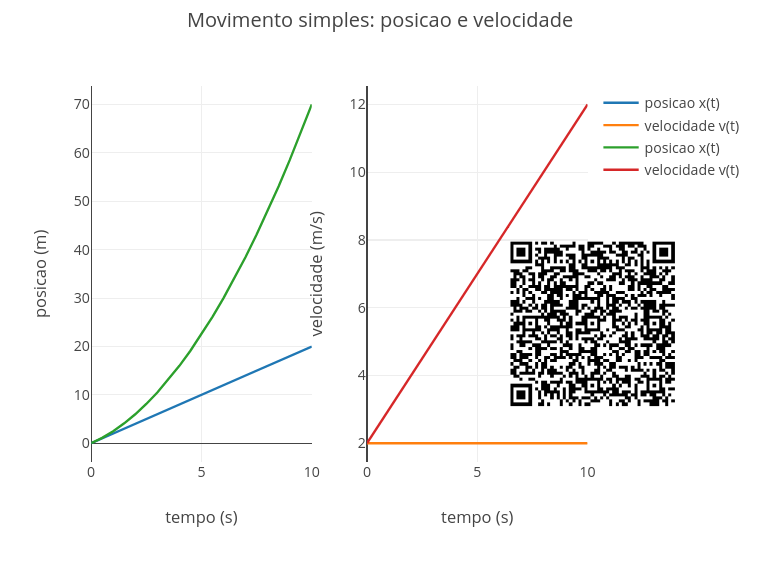 Movimento simples: posicao e velocidade
posicao (m)
70
60
50
40
30
20
10
0
0 5 10
tempo (s)
velocidade (m/s)
12
10
8
6
4
2
0 5 10
tempo (s)
posicao x(t)
velocidade v(t)
posicao x(t)
velocidade v(t)